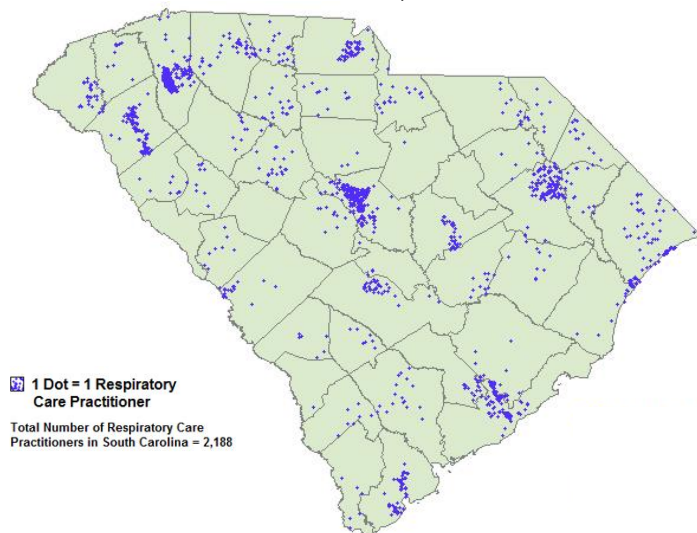 1 Dot = 1 Respiratory
Care Practitioner
Total Number of Respiratory Care
Practitioners in South Carolina = 2,188